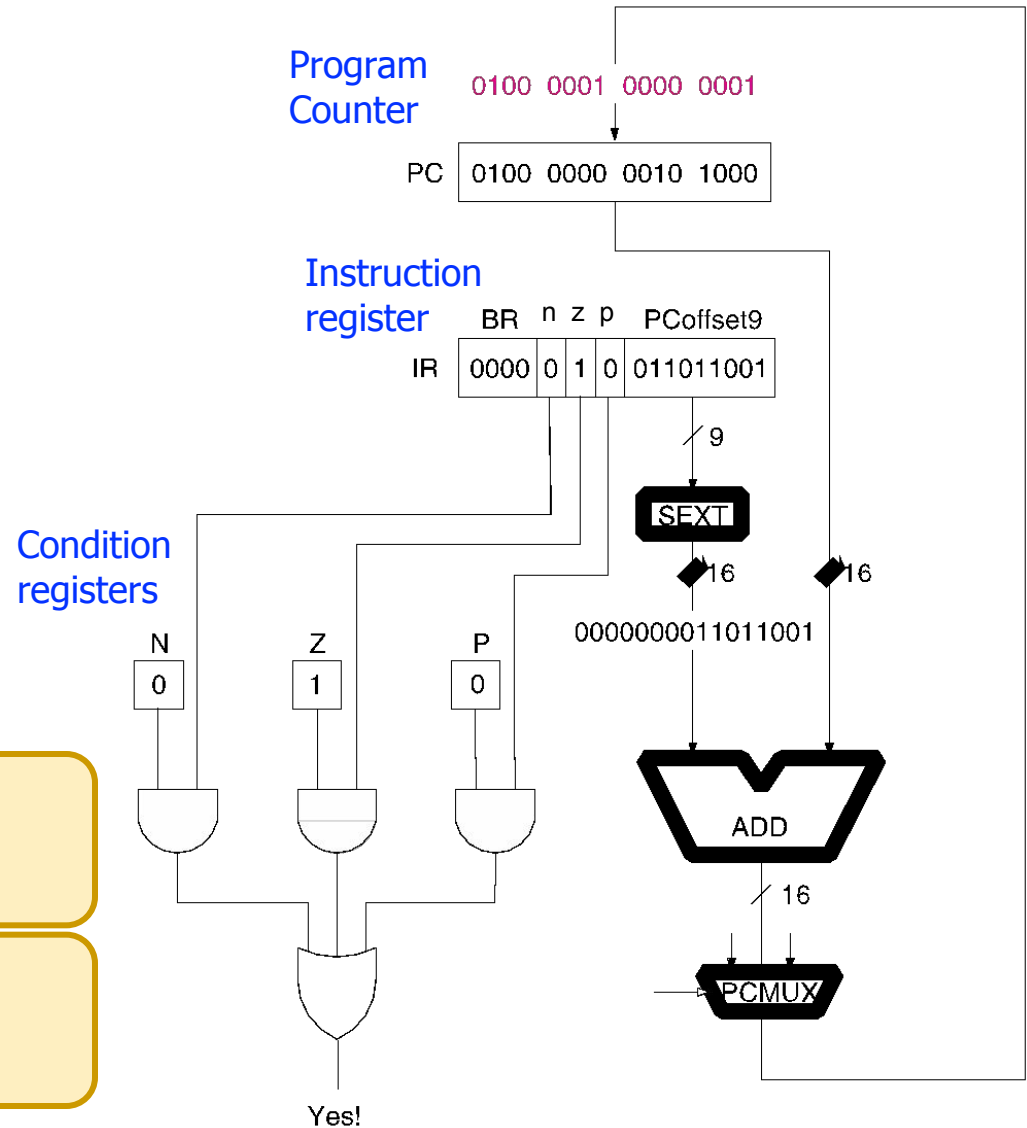 Program
Counter
0100 0001 0000 0001
PC 0100 0000 0010 1000
Instruction
register
BR n z p PCoffset9
IR 0000 0 1 0 011011001
9
SEXT
Condition
registers
16 16
0000000011011001
N Z P
0 1 0
ADD
16
PCMUX
Yes!